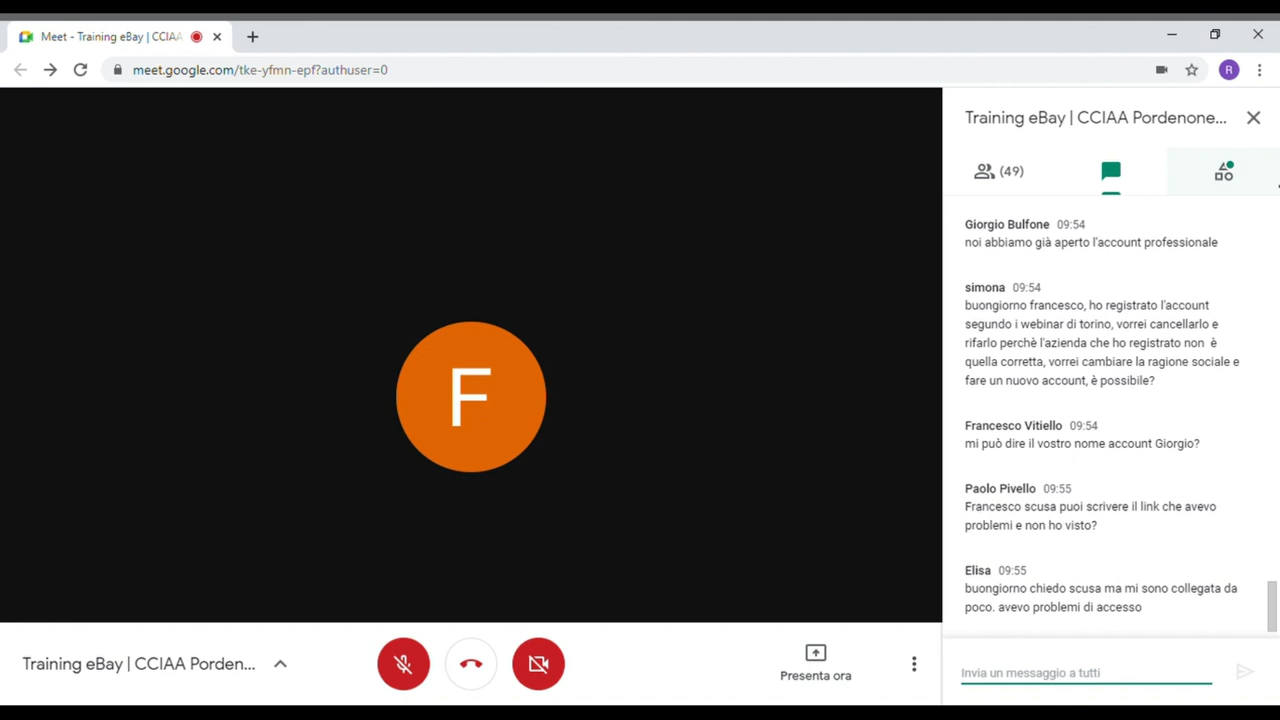 Meet - Training eBay | CCIAA
meet.google.com/tke-yfmn-epf?authuser=0
R
Training eBay | CCIAA Pordenone...
(49)
Giorgio Bulfone 09:54
noi abbiamo già aperto l'account professionale
simona 09:54
buongiorno francesco, ho registrato l'account
segundo i webinar di torino, vorrei cancellarlo e
rifarlo perchè l'azienda che ho registrato non è
quella corretta, vorrei cambiare la ragione sociale e
fare un nuovo account, è possibile?
Francesco Vitiello 09:54
mi può dire il vostro nome account Giorgio?
Paolo Pivello 09:55
Francesco scusa puoi scrivere il link che avevo
problemi e non ho visto?
Elisa 09:55
buongiorno chiedo scusa ma mi sono collegata da
poco. avevo problemi di accesso
F
Training eBay | CCIAA Porden...
Presenta ora
Invia un messaggio a tutti